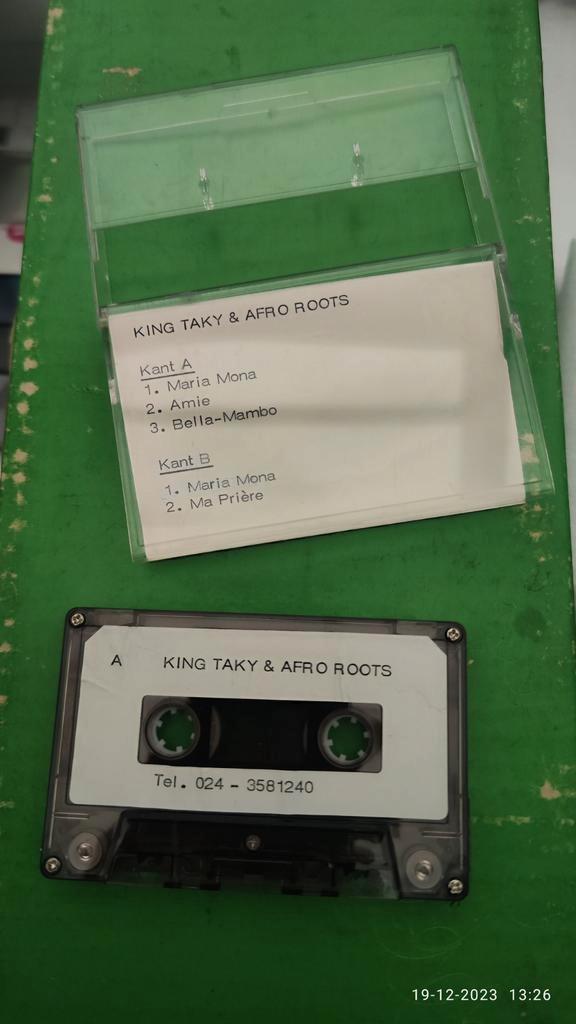 KING TAKY & AFRO ROOTS
Kant A
1. Maria Mona
2. Amie
3. Bella-Mambo
Kant B
1. Maria Mona
2. Ma Prière
A KING TAKY & AFRO ROOTS
Tel. 024 - 3581240
19-12-2023 13:26